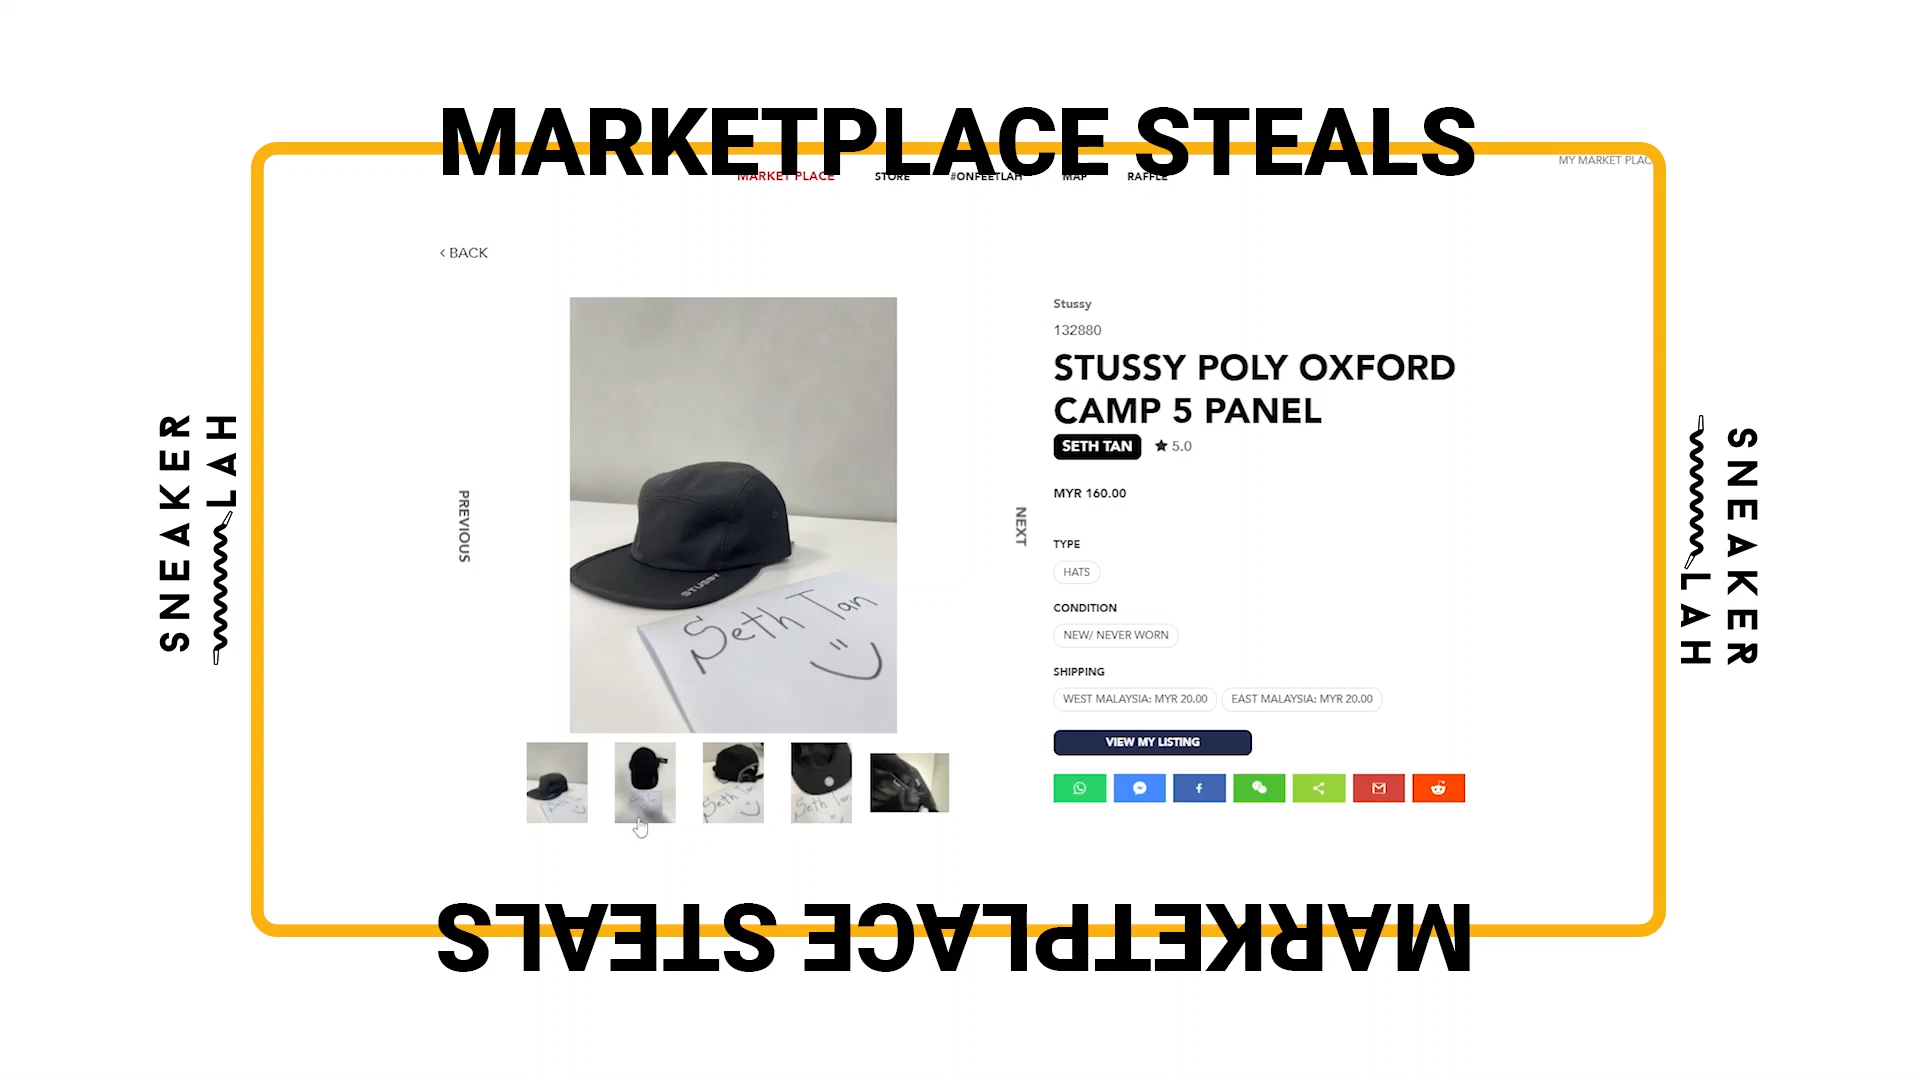 MARKETPLACE STEALS
MY MARKET PLAC
MARKET PLACE STORE #ONFEETLAH MAP RAFFLE
< BACK
Stussy
132880
STUSSY POLY OXFORD
CAMP 5 PANEL
SETH TAN ★ 5.0
MYR 160.00
PREVIOUS
NEXT
STUSSY
Seth Tan
TYPE
HATS
CONDITION
NEW/ NEVER WORN
SHIPPING
WEST MALAYSIA: MYR 20.00 EAST MALAYSIA: MYR 20.00
VIEW MY LISTING
SNEAKER
LAH
SNEAKER
LAH
MARKETPLACE STEALS